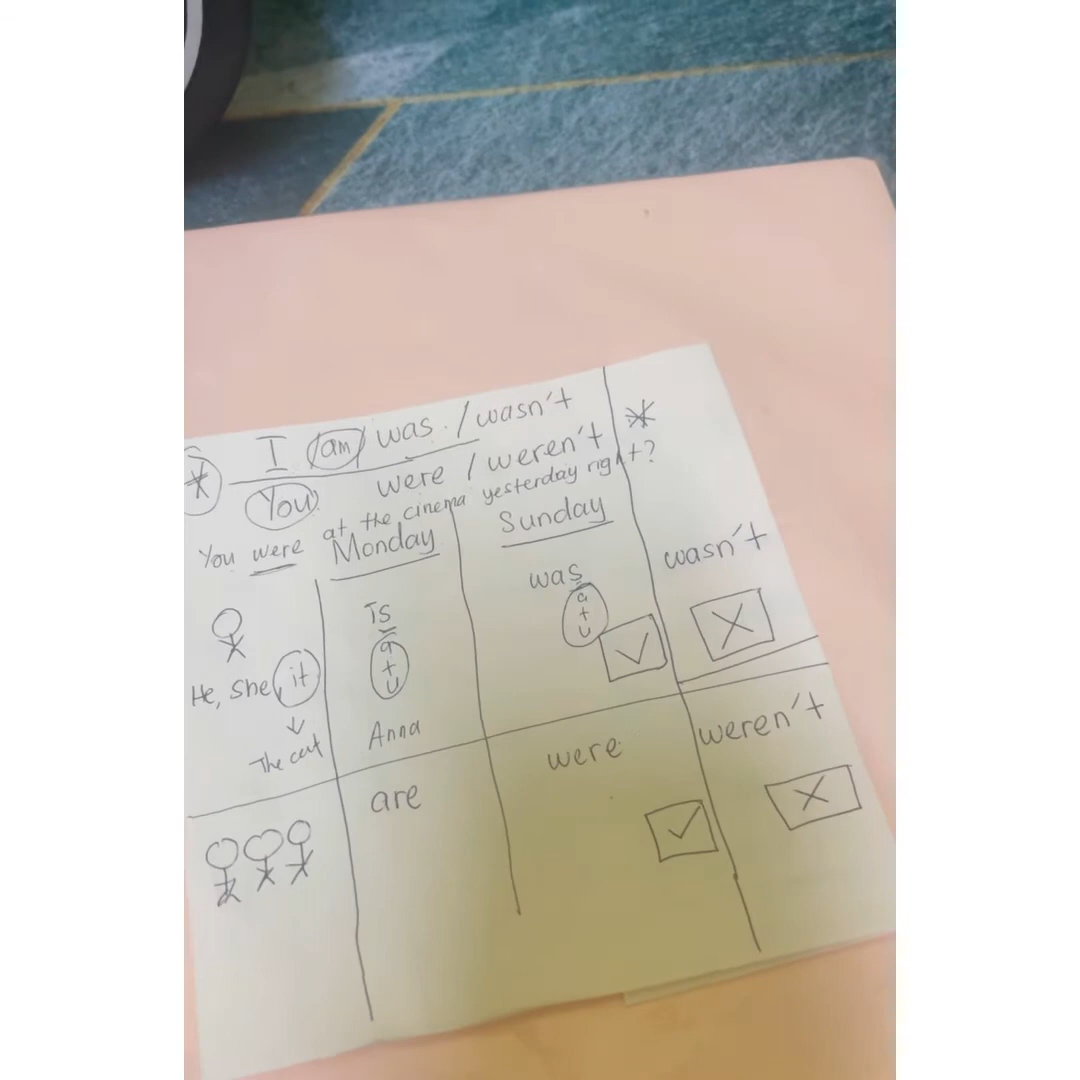 * I (am) was. / wasn't *
You were / weren't
You were at the cinema yesterday right?
Monday Sunday
is was wasn't
a a
t t
u u
He, She, it
The cat Anna
are were weren't